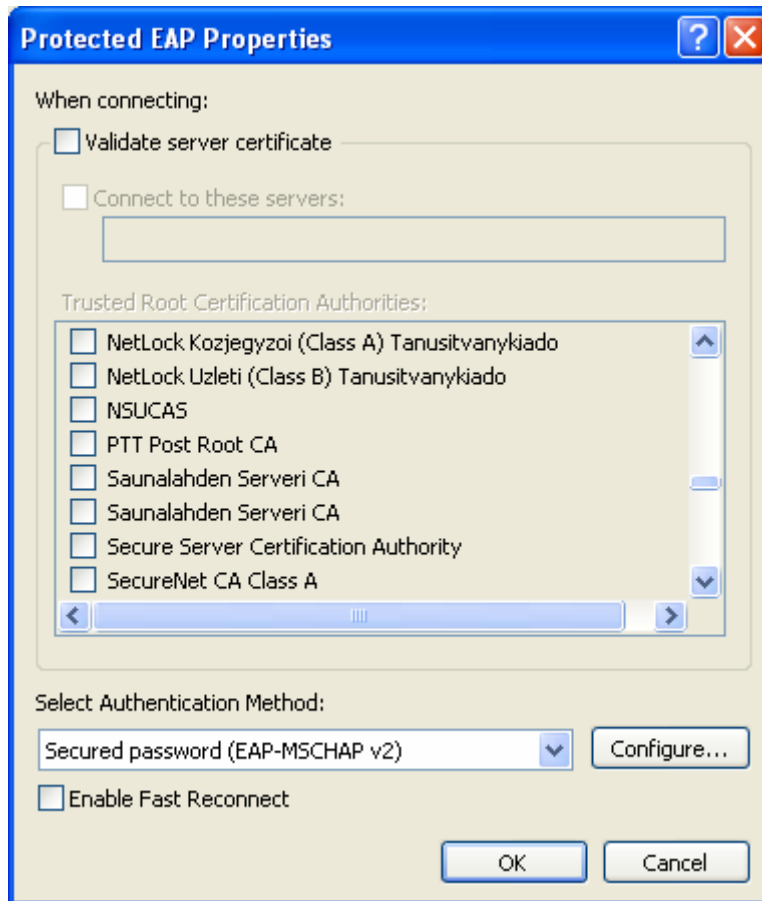 Protected EAP Properties
When connecting:
Validate server certificate
Connect to these servers:
Trusted Root Certification Authorities:
NetLock Kozjegyzoi (Class A) Tanusitvanykiado
NetLock Uzleti (Class B) Tanusitvanykiado
NSUCAS
PTT Post Root CA
Saunalahden Serveri CA
Saunalahden Serveri CA
Secure Server Certification Authority
SecureNet CA Class A
Select Authentication Method:
Secured password (EAP-MSCHAP v2)
Configure...
Enable Fast Reconnect
OK
Cancel